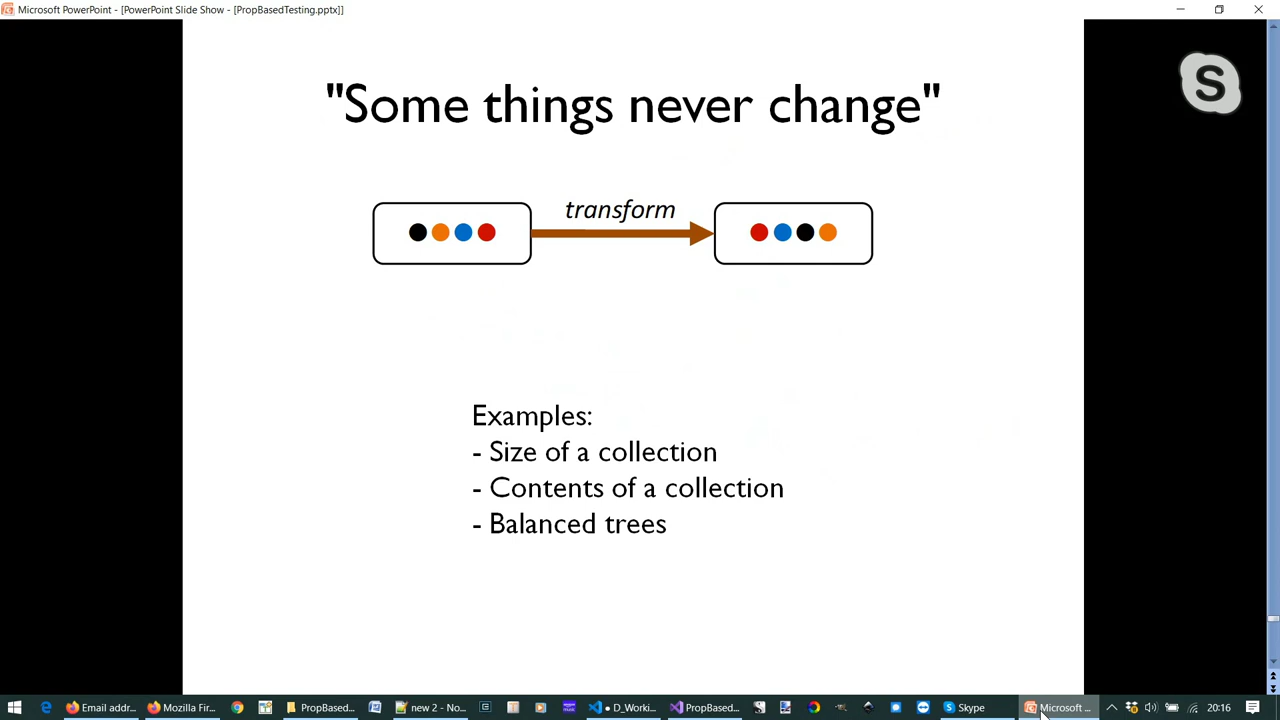 Microsoft PowerPoint - [PowerPoint Slide Show - [PropBasedTesting.pptx]]
S
"Some things never change"
transform
Examples:
- Size of a collection
- Contents of a collection
- Balanced trees
Email addr...
Mozilla Fir...
PropBased...
new 2 - No...
● D_Worki...
PropBased...
Skype
Microsoft ...
20:16